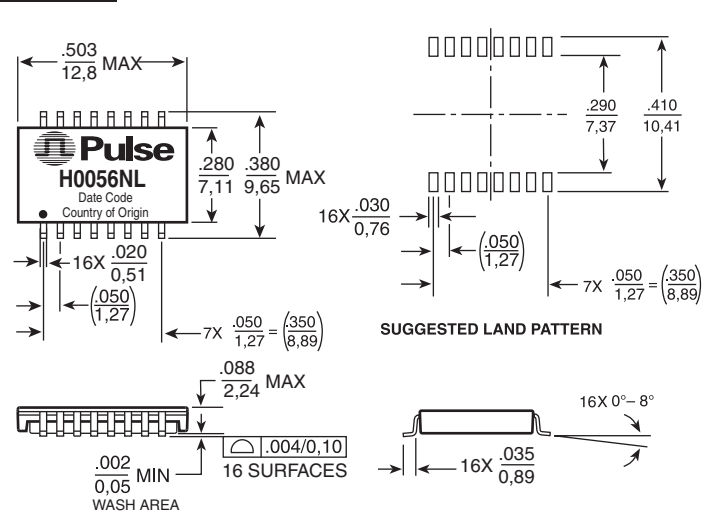 .503
12,8
MAX
Pulse
H0056NL
Date Code
Country of Origin
.280
7,11
.380
9,65
MAX
16X .020
0,51
(.050
1,27)
7X .050
1,27
= (.350
8,89)
.290
7,37
.410
10,41
16X .030
0,76
(.050
1,27)
7X .050
1,27
= (.350
8,89)
SUGGESTED LAND PATTERN
.088
2,24
MAX
.004/0,10
16 SURFACES
.002
0,05
MIN
WASH AREA
16X 0°– 8°
16X .035
0,89